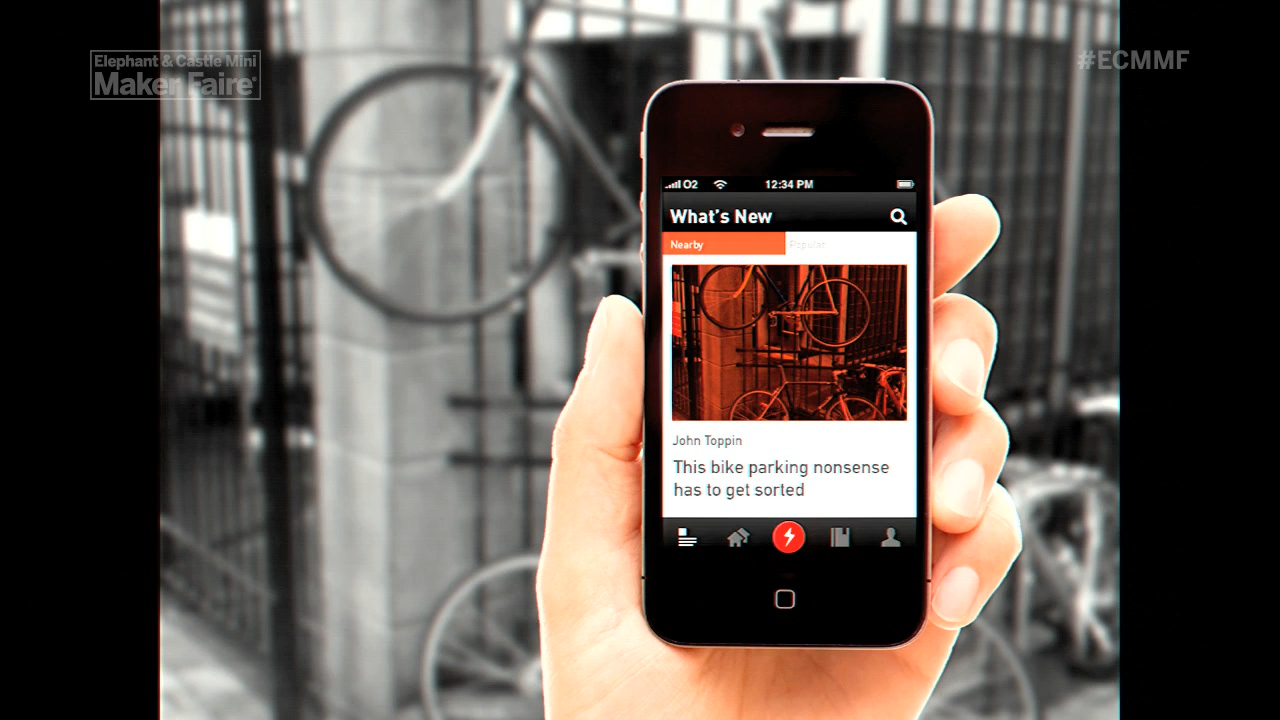 Elephant & Castle Mini
Maker Faire
#ECMMF
O2
12:34 PM
What's New
Nearby
Popular
John Toppin
This bike parking nonsense
has to get sorted